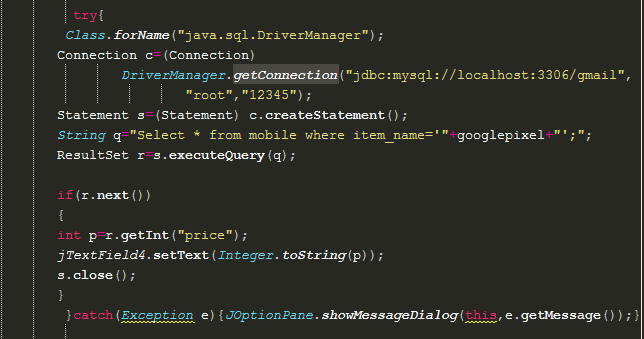 try{
Class.forName("java.sql.DriverManager");
Connection c=(Connection)
DriverManager.getConnection("jdbc:mysql://localhost:3306/gmail",
"root","12345");
Statement s=(Statement) c.createStatement();
String q="Select * from mobile where item_name='"+googlepixel+"';";
ResultSet r=s.executeQuery(q);
if(r.next())
{
int p=r.getInt("price");
jTextField4.setText(Integer.toString(p));
s.close();
}
}catch(Exception e){JOptionPane.showMessageDialog(this,e.getMessage());}